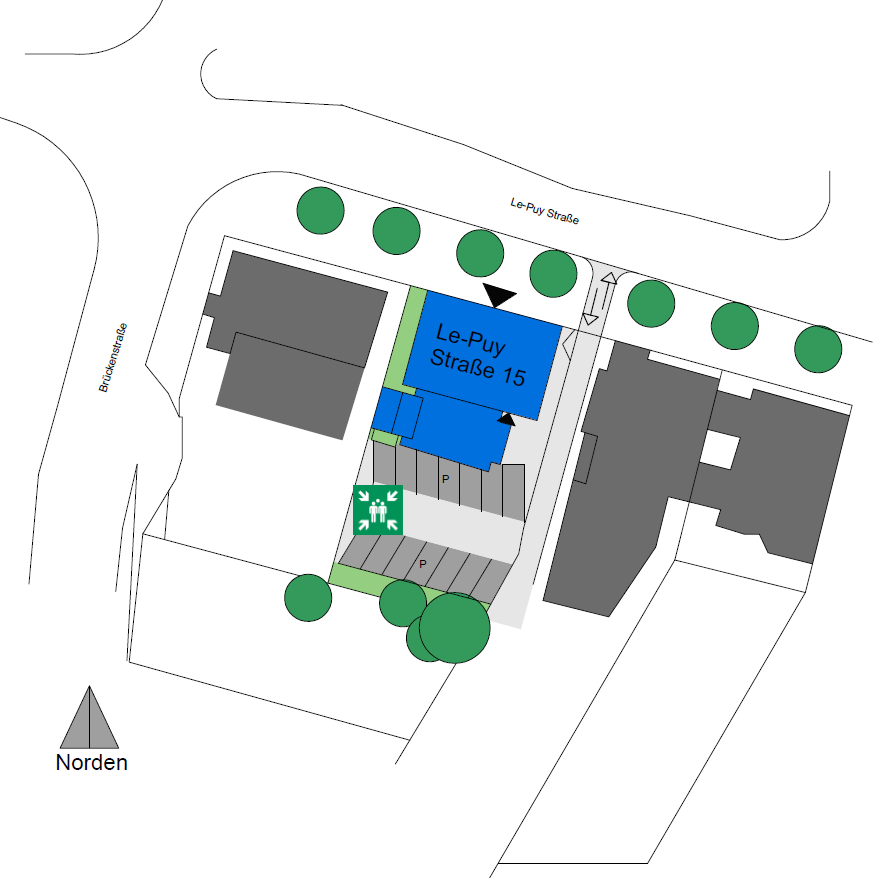 Le-Puy Straße
Le-Puy
Straße 15
Brückenstraße
P
P
Norden